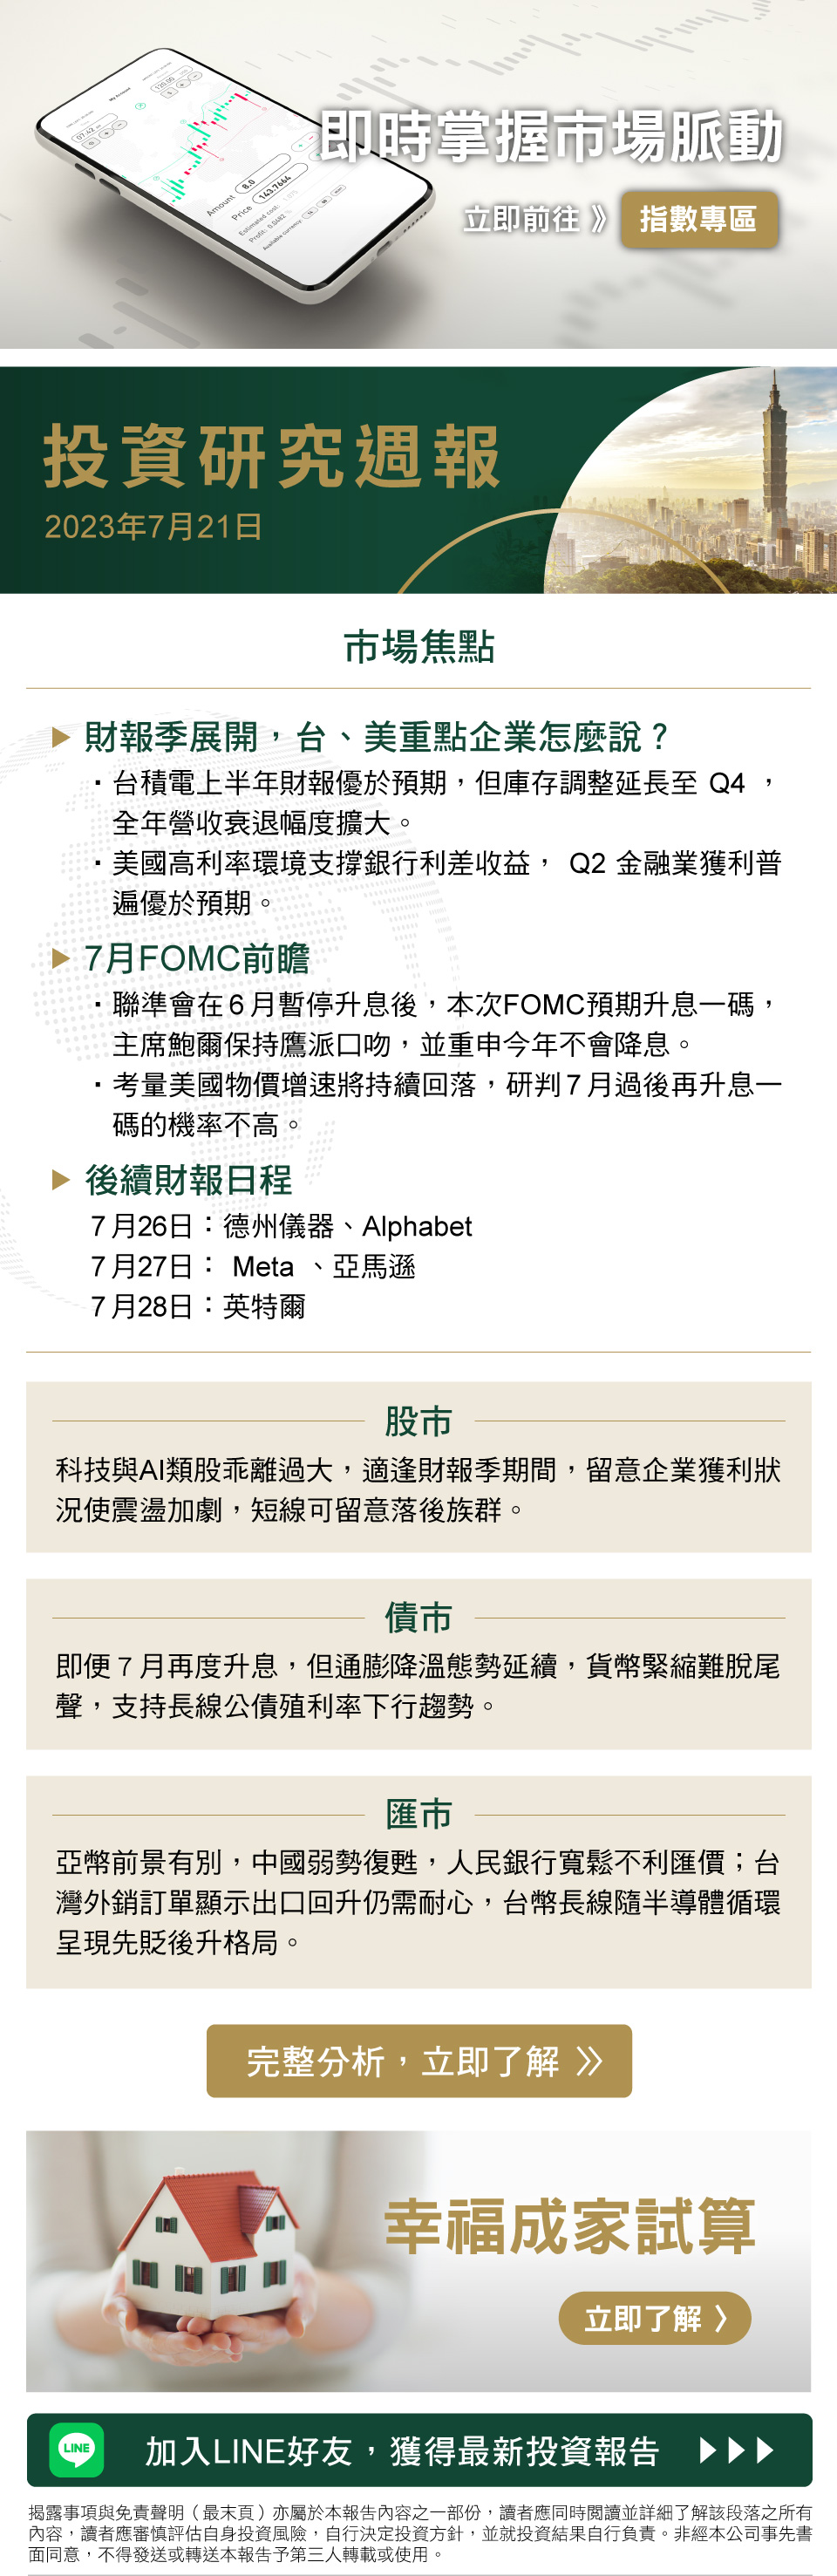 My Account
07.42
120.00
Amount 8.0
Price 143.7664
Estimated cost:
Profit: 0.0482
Available currency:
即時掌握市場脈動
立即前往 》 指數專區
投資研究週報
2023年7月21日
市場焦點
▶ 財報季展開，台、美重點企業怎麼說？
・台積電上半年財報優於預期，但庫存調整延長至 Q4 ，
全年營收衰退幅度擴大。
・美國高利率環境支撐銀行利差收益， Q2 金融業獲利普
遍優於預期。
▶ 7月FOMC前瞻
・聯準會在6月暫停升息後，本次FOMC預期升息一碼，
主席鮑爾保持鷹派口吻，並重申今年不會降息。
・考量美國物價增速將持續回落，研判7月過後再升息一
碼的機率不高。
▶ 後續財報日程
7月26日：德州儀器、Alphabet
7月27日： Meta 、亞馬遜
7月28日：英特爾
股市
科技與AI類股乖離過大，適逢財報季期間，留意企業獲利狀
況使震盪加劇，短線可留意落後族群。
債市
即便7月再度升息，但通膨降溫態勢延續，貨幣緊縮難脫尾
聲，支持長線公債殖利率下行趨勢。
匯市
亞幣前景有別，中國弱勢復甦，人民銀行寬鬆不利匯價；台
灣外銷訂單顯示出口回升仍需耐心，台幣長線隨半導體循環
呈現先貶後升格局。
完整分析，立即了解 》
幸福成家試算
立即了解 〉
LINE
加入LINE好友，獲得最新投資報告 ▶▶▶
揭露事項與免責聲明（最末頁）亦屬於本報告內容之一部份，讀者應同時閱讀並詳細了解該段落之所有
內容，讀者應審慎評估自身投資風險，自行決定投資方針，並就投資結果自行負責。非經本公司事先書
面同意，不得發送或轉送本報告予第三人轉載或使用。